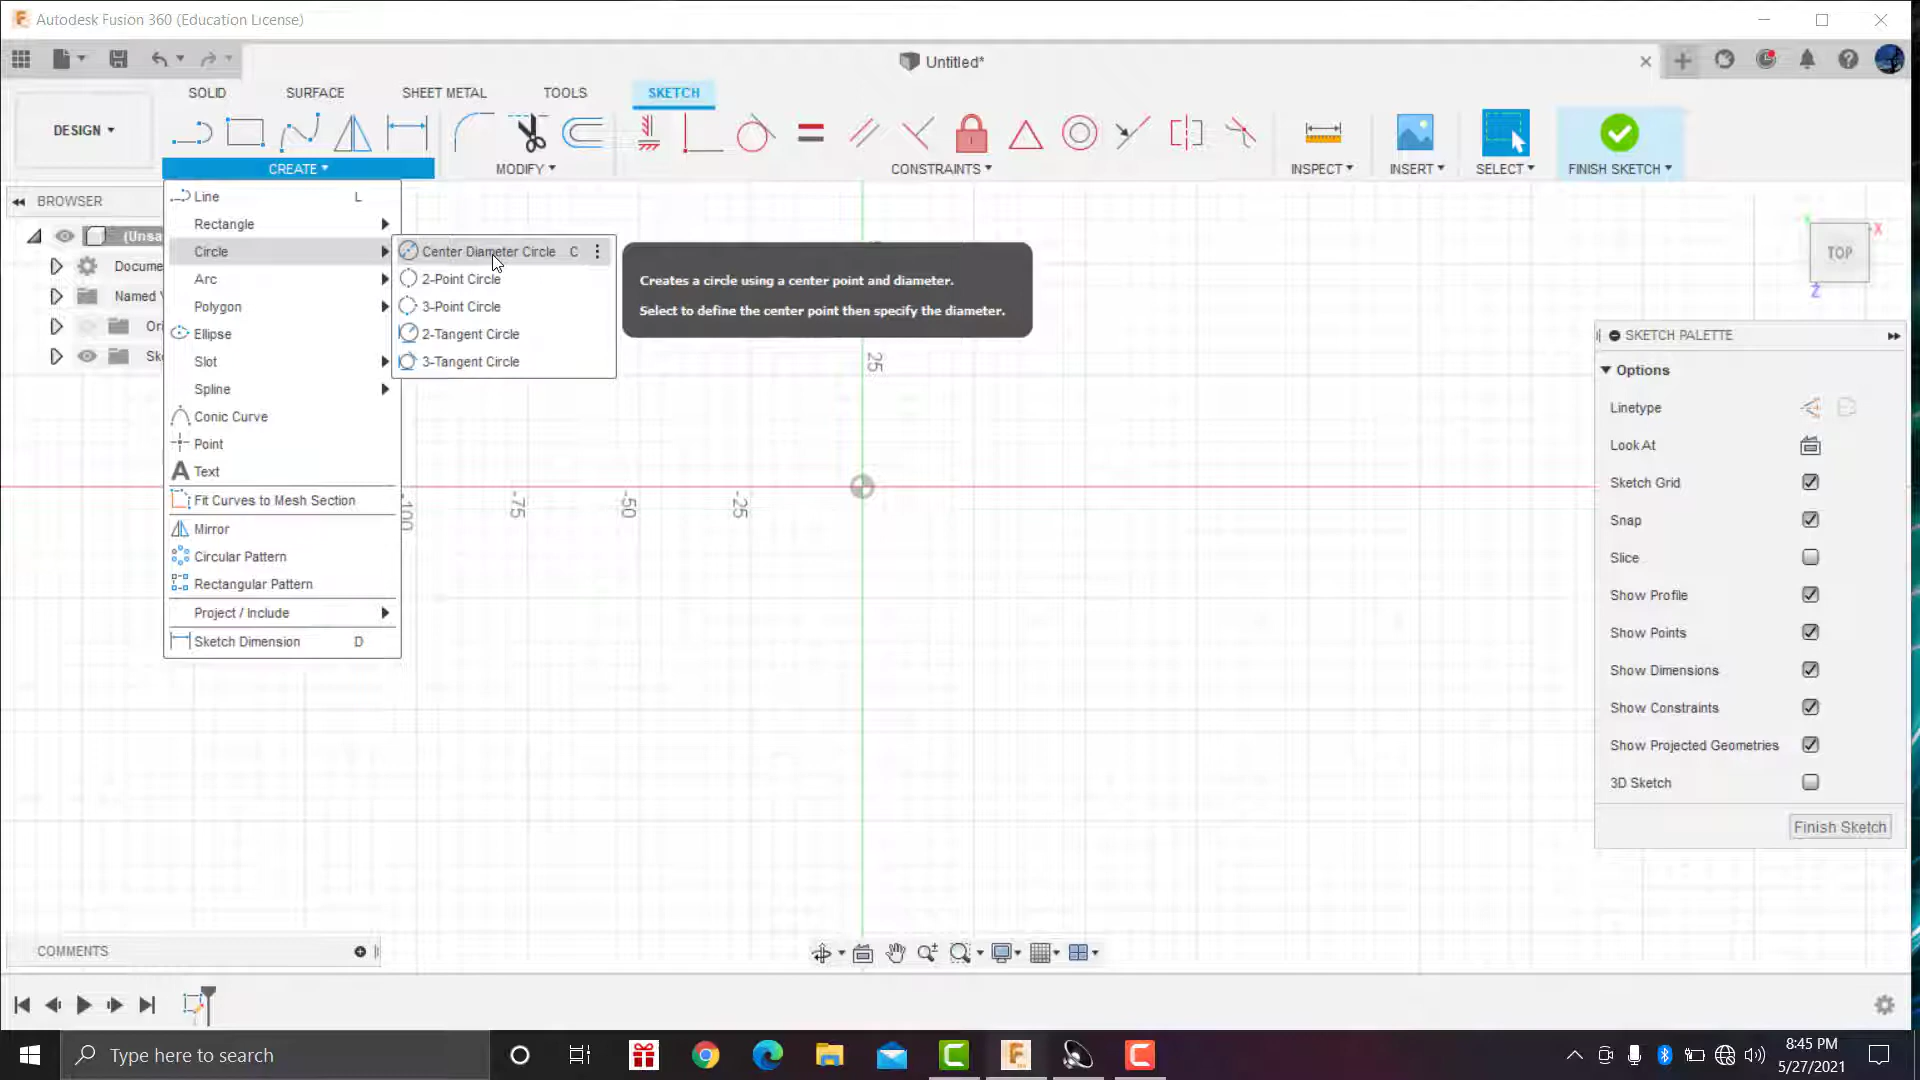 Autodesk Fusion 360 (Education License)
Untitled*
SOLID
SURFACE
SHEET METAL
TOOLS
SKETCH
DESIGN
CREATE
MODIFY
CONSTRAINTS
INSPECT
INSERT
SELECT
FINISH SKETCH
BROWSER
(Unsa
Docume
Named V
Ori
Sk
Line L
Rectangle
Circle
Arc
Polygon
Ellipse
Slot
Spline
Conic Curve
Point
Text
Fit Curves to Mesh Section
Mirror
Circular Pattern
Rectangular Pattern
Project / Include
Sketch Dimension D
Center Diameter Circle C
2-Point Circle
3-Point Circle
2-Tangent Circle
3-Tangent Circle
Creates a circle using a center point and diameter.
Select to define the center point then specify the diameter.
25
-100
-75
-50
-25
TOP
X
Z
SKETCH PALETTE
Options
Linetype
Look At
Sketch Grid
Snap
Slice
Show Profile
Show Points
Show Dimensions
Show Constraints
Show Projected Geometries
3D Sketch
Finish Sketch
COMMENTS
Type here to search
8:45 PM
5/27/2021